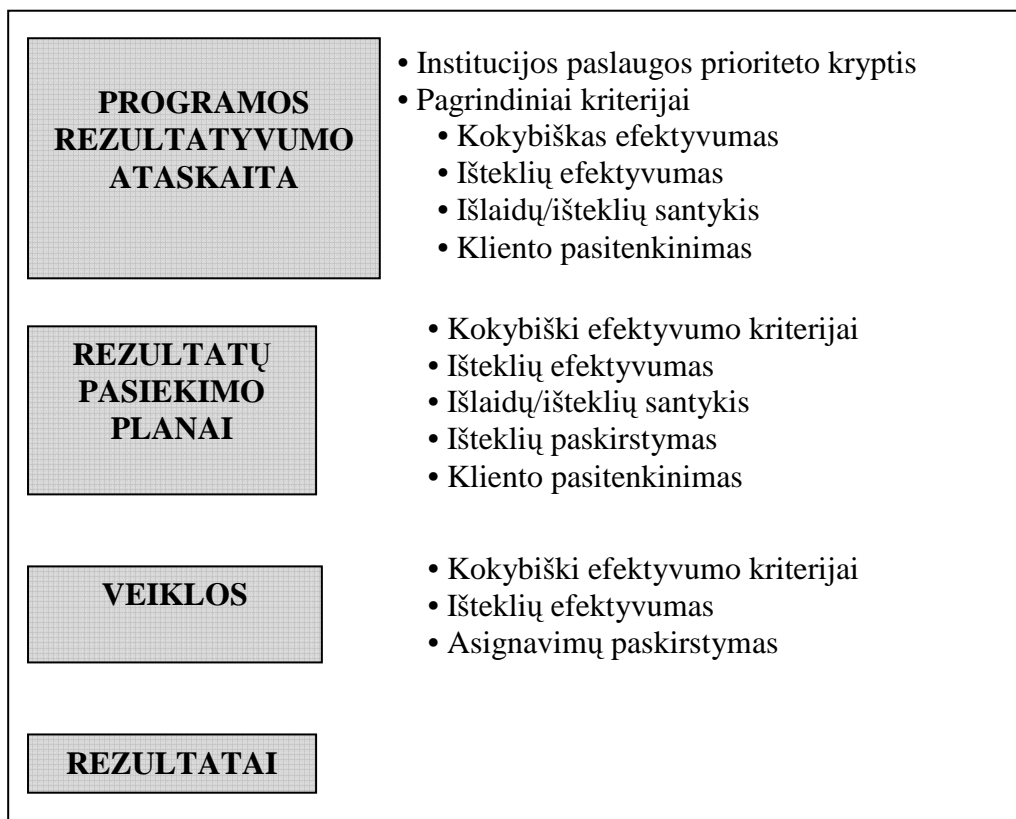 PROGRAMOS
REZULTATYVUMO
ATASKAITA
• Institucijos paslaugos prioriteto kryptis
• Pagrindiniai kriterijai
• Kokybiškas efektyvumas
• Išteklių efektyvumas
• Išlaidų/išteklių santykis
• Kliento pasitenkinimas
REZULTATŲ
PASIEKIMO
PLANAI
• Kokybiški efektyvumo kriterijai
• Išteklių efektyvumas
• Išlaidų/išteklių santykis
• Išteklių paskirstymas
• Kliento pasitenkinimas
VEIKLOS
• Kokybiški efektyvumo kriterijai
• Išteklių efektyvumas
• Asignavimų paskirstymas
REZULTATAI